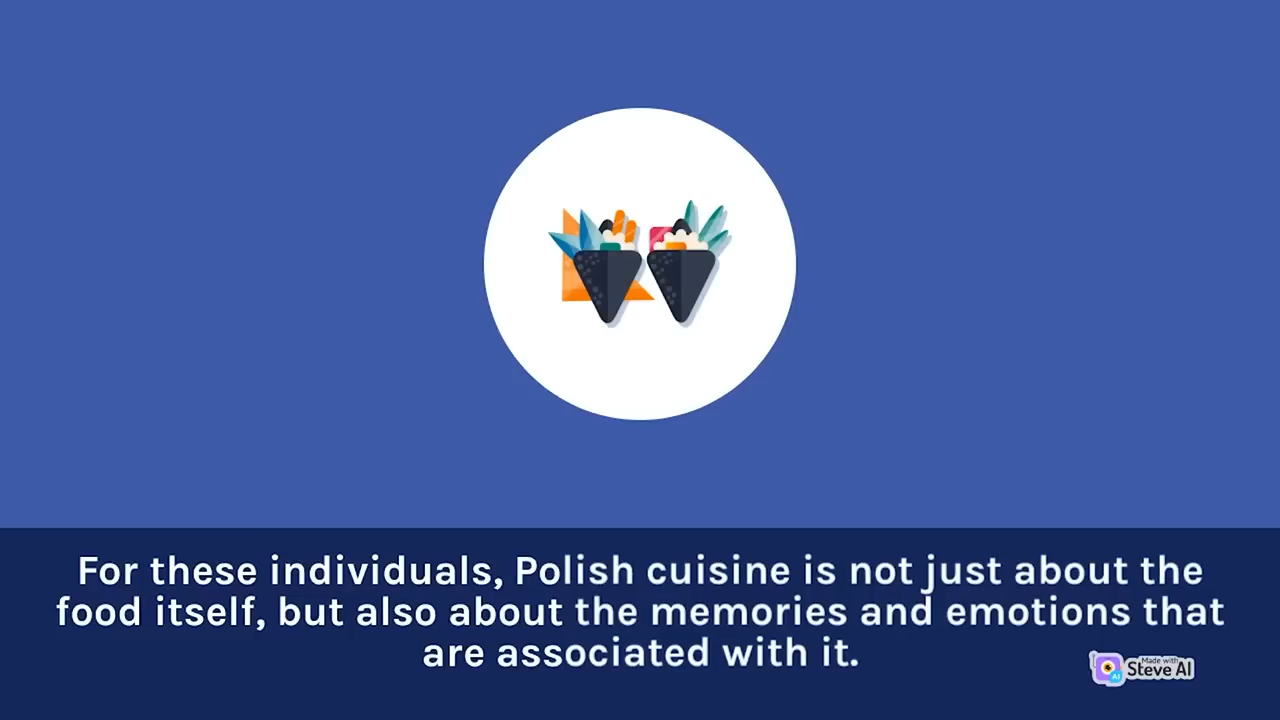 For these individuals, Polish cuisine is not just about the
food itself, but also about the memories and emotions that
are associated with it.
Made with
Steve AI
AI